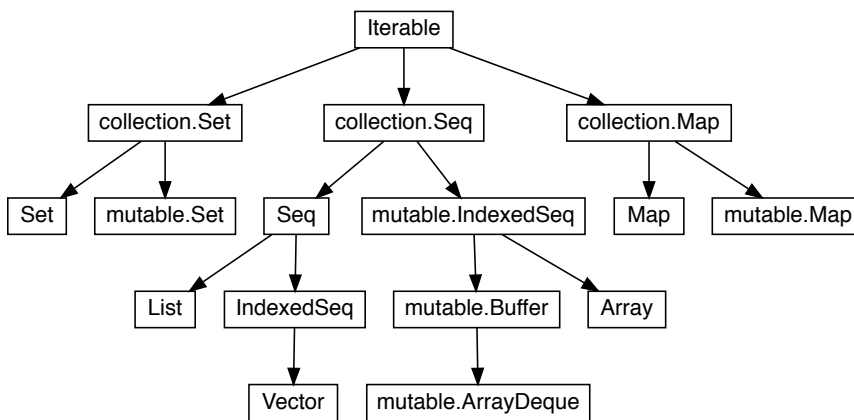 Iterable
collection.Set
collection.Seq
collection.Map
Set
mutable.Set
Seq
mutable.IndexedSeq
Map
mutable.Map
List
IndexedSeq
mutable.Buffer
Array
Vector
mutable.ArrayDeque